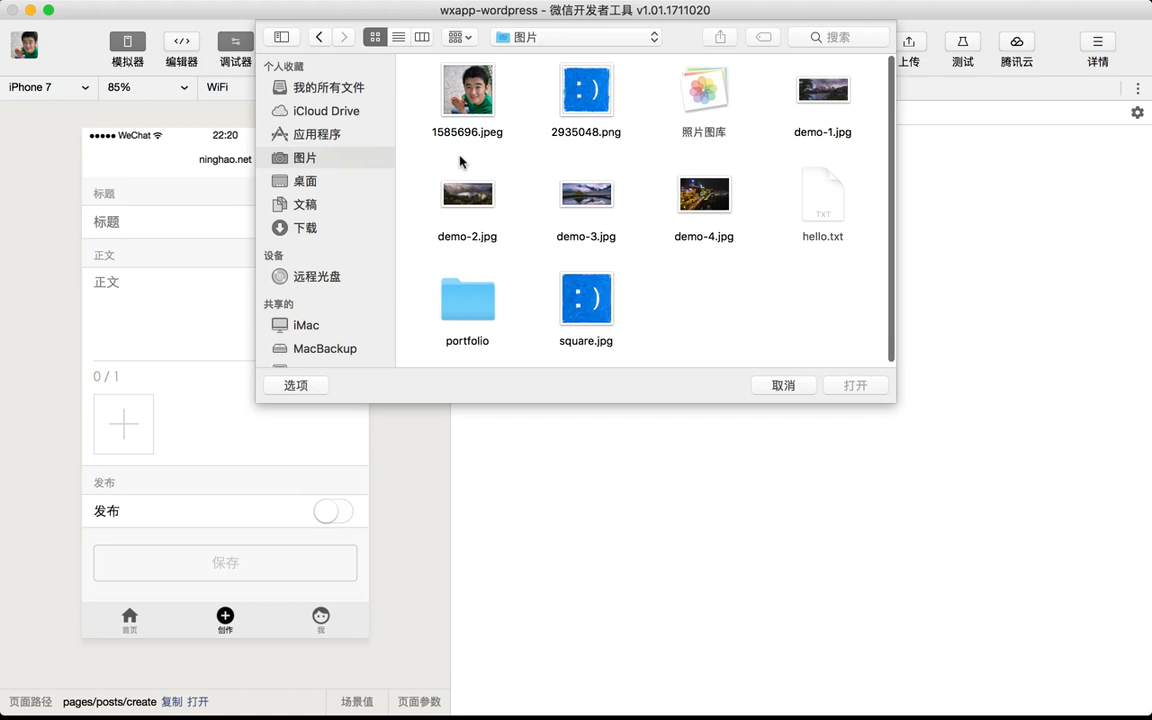 wxapp-wordpress - 微信开发者工具 v1.01.1711020
模拟器
编辑器
调试器
图片
搜索
上传
测试
腾讯云
详情
iPhone 7
85%
WiFi
WeChat
22:20
ninghao.net
标题
标题
正文
正文
0 / 1
发布
发布
保存
首页
创作
我
个人收藏
我的所有文件
iCloud Drive
应用程序
图片
桌面
文稿
下载
设备
远程光盘
共享的
iMac
MacBackup
1585696.jpeg
2935048.png
照片图库
demo-1.jpg
demo-2.jpg
demo-3.jpg
demo-4.jpg
TXT
hello.txt
portfolio
square.jpg
选项
取消
打开
页面路径
pages/posts/create 复制 打开
场景值
页面参数